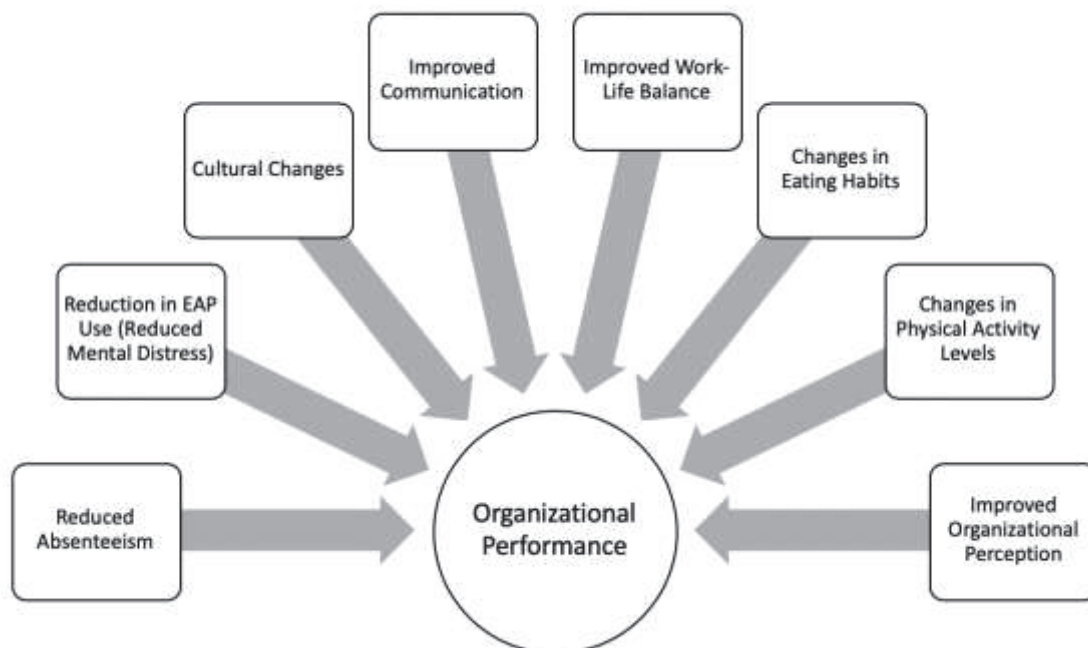 Improved
Communication
Improved Work-
Life Balance
Cultural Changes
Changes in
Eating Habits
Reduction in EAP
Use (Reduced
Mental Distress)
Changes in
Physical Activity
Levels
Reduced
Absenteeism
Organizational
Performance
Improved
Organizational
Perception